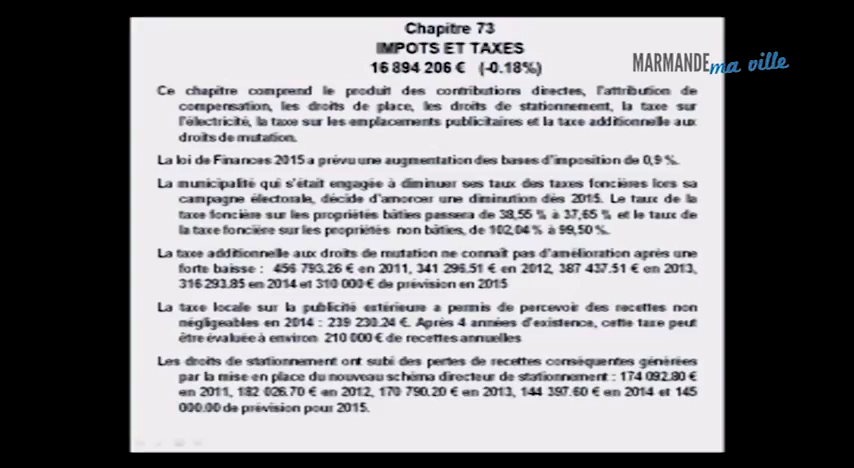 Chapitre 73
IMPOTS ET TAXES
16 894 206 € (-0.18%)
MARMANDE ma ville
Ce chapitre comprend le produit des contributions directes, l'attribution de
compensation, les droits de place, les droits de stationnement, la taxe sur
l'électricité, la taxe sur les emplacements publicitaires et la taxe additionnelle aux
droits de mutation.
La loi de Finances 2015 a prévu une augmentation des bases d'imposition de 0,9 %.
La municipalité qui s'était engagée à diminuer ses taux des taxes foncières lors sa
campagne électorale, décide d'amorcer une diminution dès 2015. Le taux de la
taxe foncière sur les propriétés bâties passera de 38,55 % à 37,65 % et le taux de
la taxe foncière sur les propriétés non bâties, de 102,04 % à 99,50 %.
La taxe additionnelle aux droits de mutation ne connaît pas d'amélioration après une
forte baisse : 456 793.26 € en 2011, 341 296.51 € en 2012, 387 437.51 € en 2013,
316 293.85 en 2014 et 310 000 € de prévision en 2015
La taxe locale sur la publicité extérieure a permis de percevoir des recettes non
négligeables en 2014 : 239 230.24 €. Après 4 années d'existence, cette taxe peut
être évaluée à environ 210 000 € de recettes annuelles
Les droits de stationnement ont subi des pertes de recettes conséquentes générées
par la mise en place du nouveau schéma directeur de stationnement : 174 092.80 €
en 2011, 182 026.70 € en 2012, 170 790.20 € en 2013, 144 397.60 € en 2014 et 145
000.00 de prévision pour 2015.